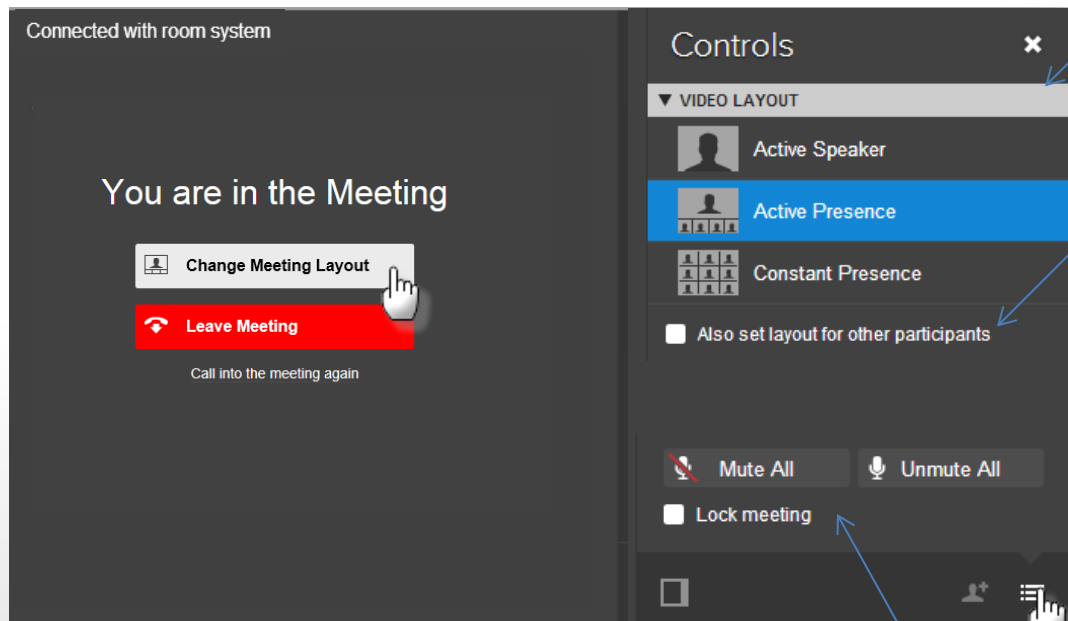 Connected with room system
You are in the Meeting
Change Meeting Layout
Leave Meeting
Call into the meeting again
Controls
VIDEO LAYOUT
Active Speaker
Active Presence
Constant Presence
Also set layout for other participants
Mute All
Unmute All
Lock meeting